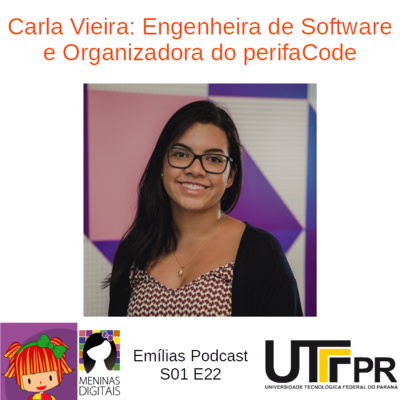 Carla Vieira: Engenheira de Software
e Organizadora do perifaCode
MENINAS
DIGITAIS
Emílias Podcast
S01 E22
UTFPR
UNIVERSIDADE TECNOLÓGICA FEDERAL DO PARANÁ